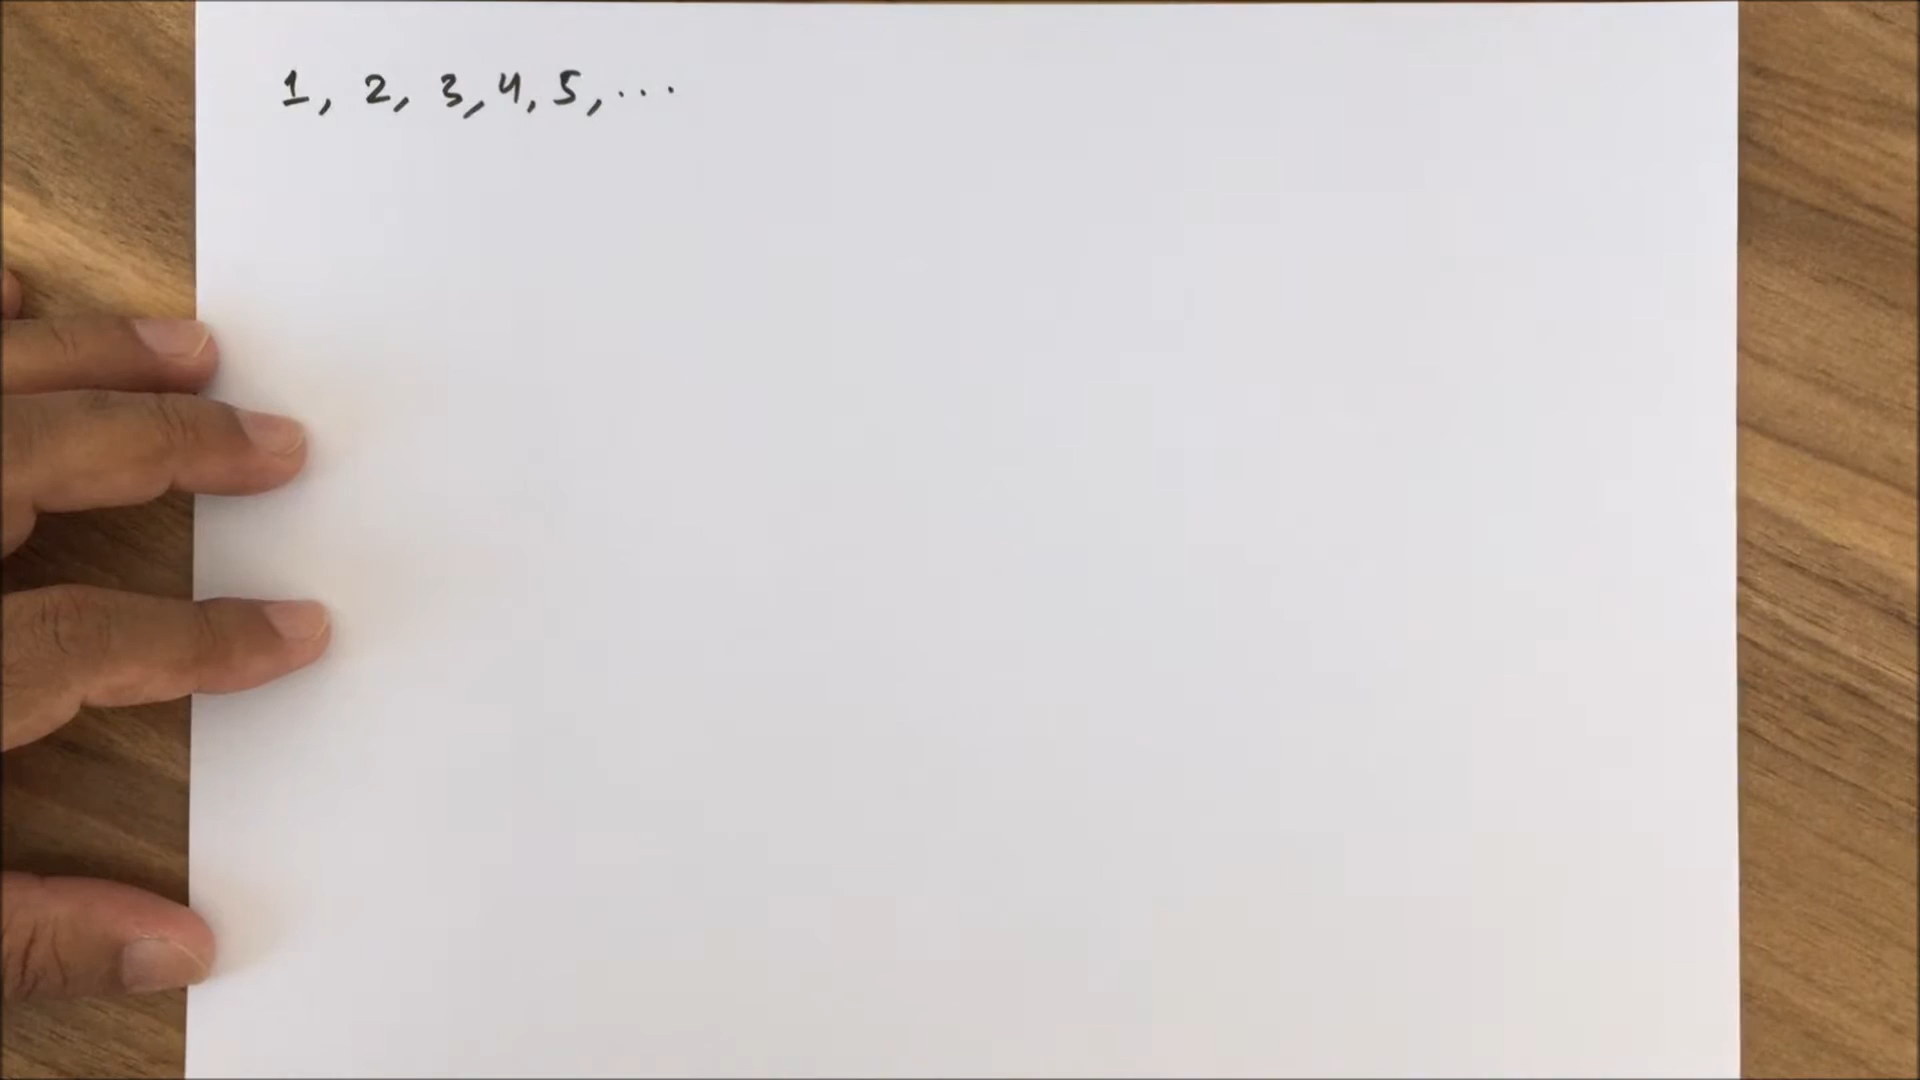 1, 2, 3, 4, 5, ...